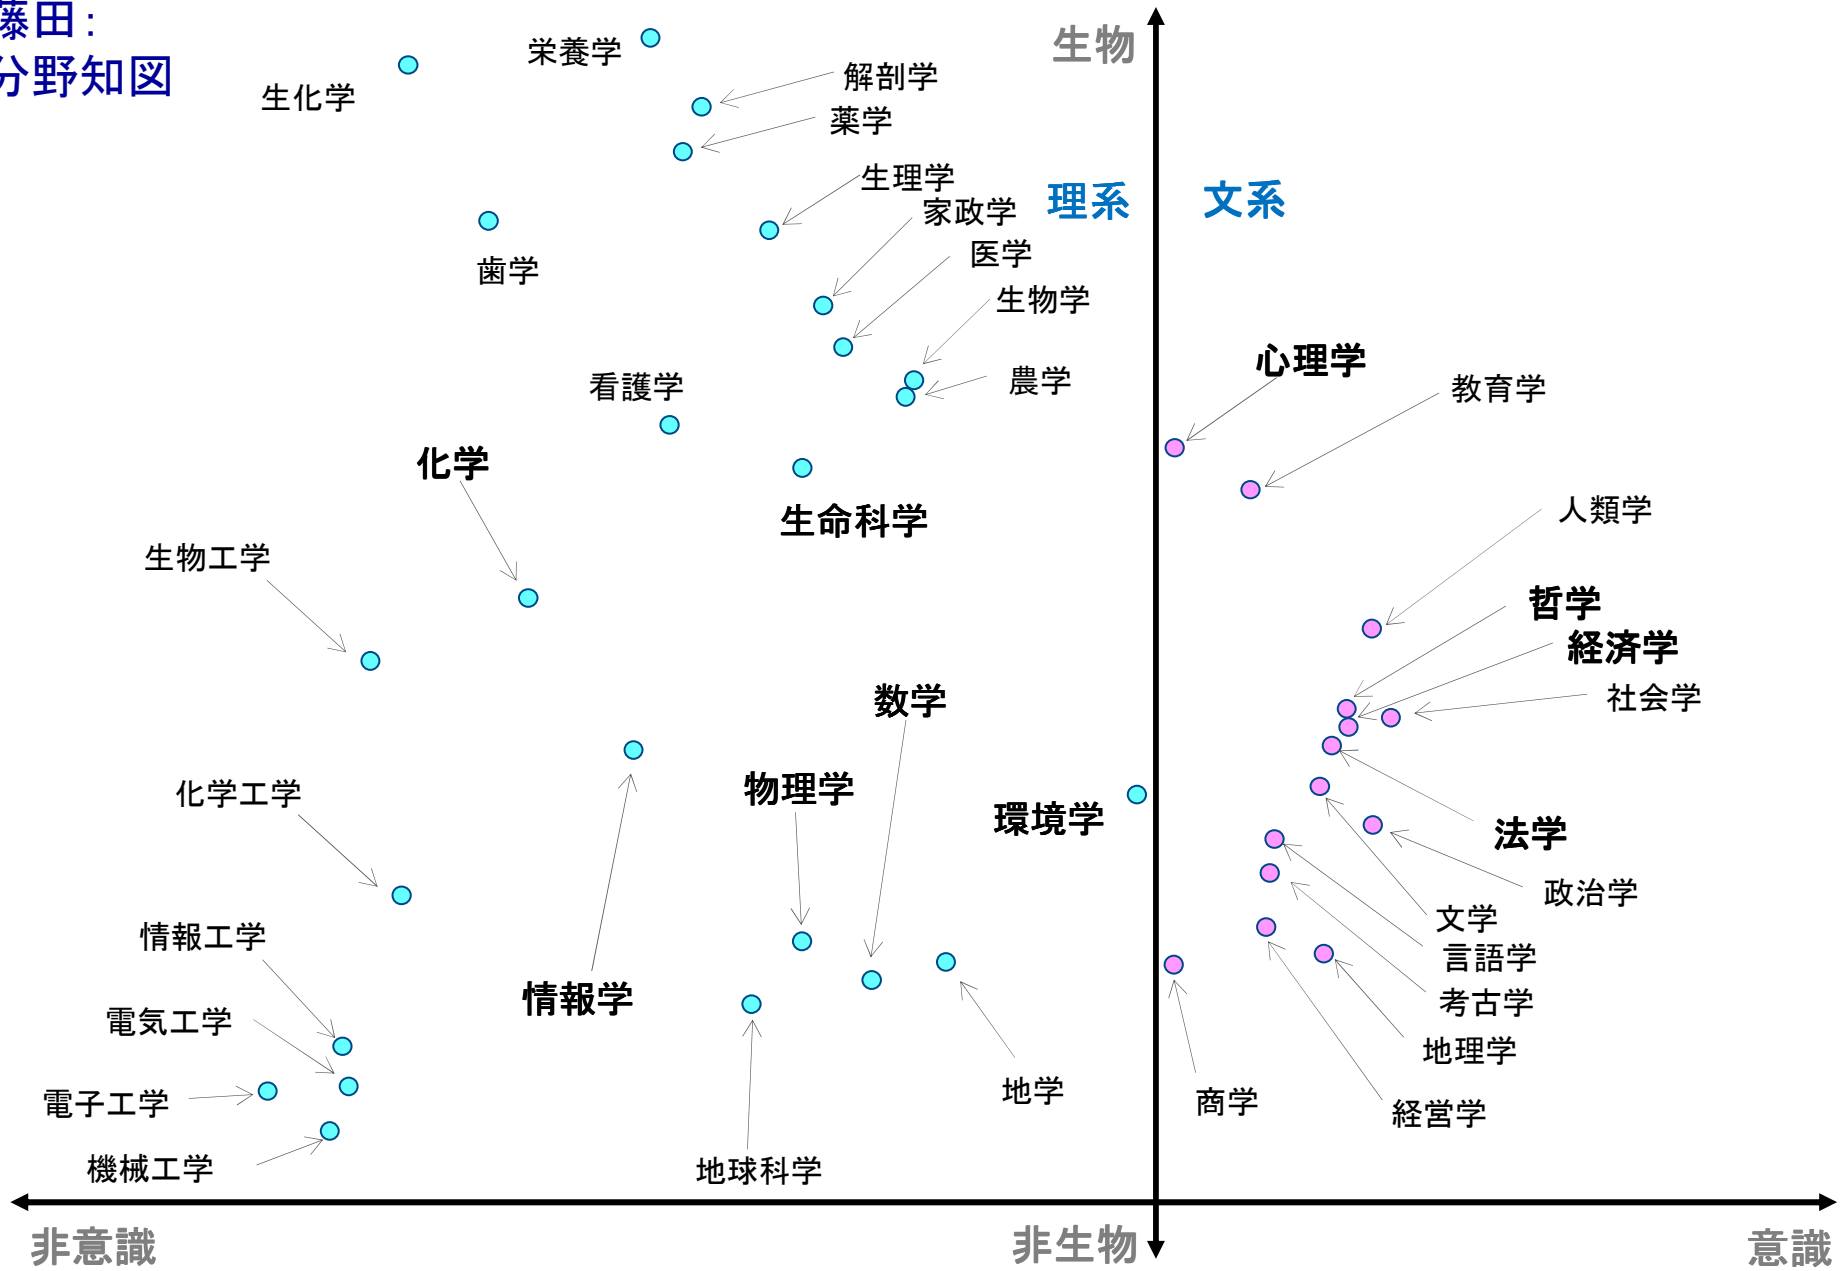 藤田：
分野知図
生物
栄養学
生化学
解剖学
薬学
生理学
理系
文系
家政学
医学
歯学
生物学
心理学
看護学
農学
教育学
化学
生命科学
人類学
生物工学
哲学
経済学
数学
社会学
物理学
化学工学
環境学
法学
政治学
文学
情報工学
言語学
情報学
考古学
電気工学
地理学
地学
商学
電子工学
経営学
機械工学
地球科学
非意識
非生物
意識